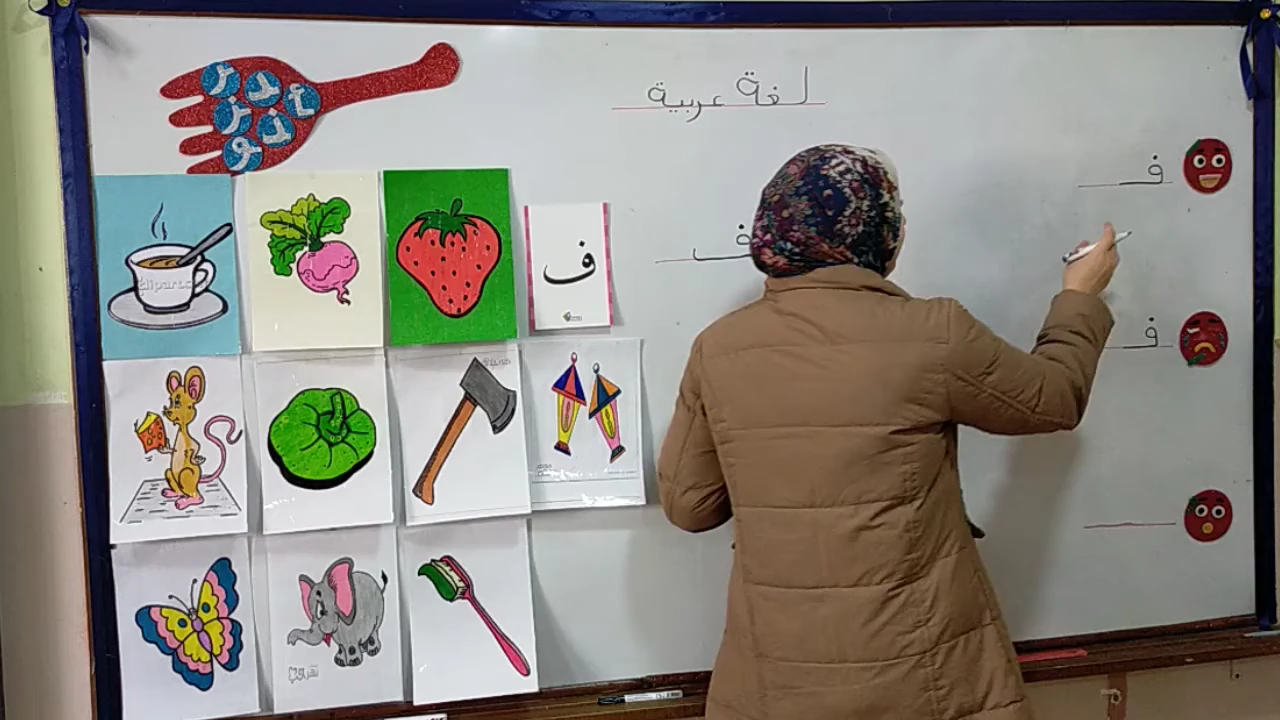 لغة عربية
أ د ر
ز ذ
و
ف
ف
ف
ف